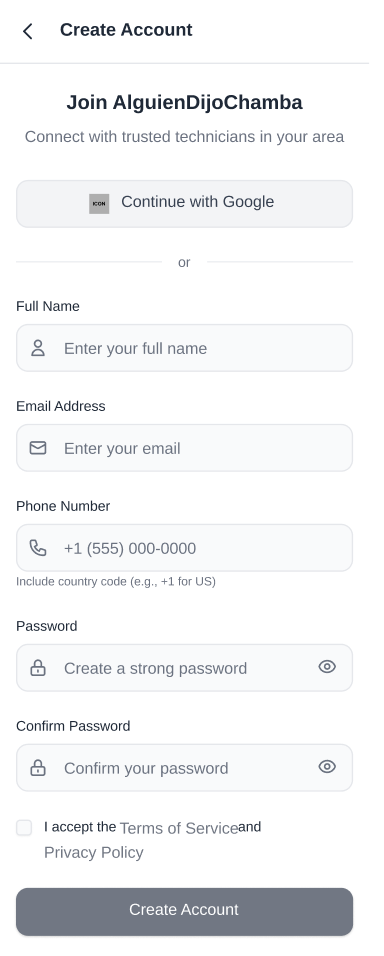 Create Account
Join AlguienDijoChamba
Connect with trusted technicians in your area
ICON Continue with Google
or
Full Name
Enter your full name
Email Address
Enter your email
Phone Number
+1 (555) 000-0000
Include country code (e.g., +1 for US)
Password
Create a strong password
Confirm Password
Confirm your password
I accept the Terms of Serviceand
Privacy Policy
Create Account